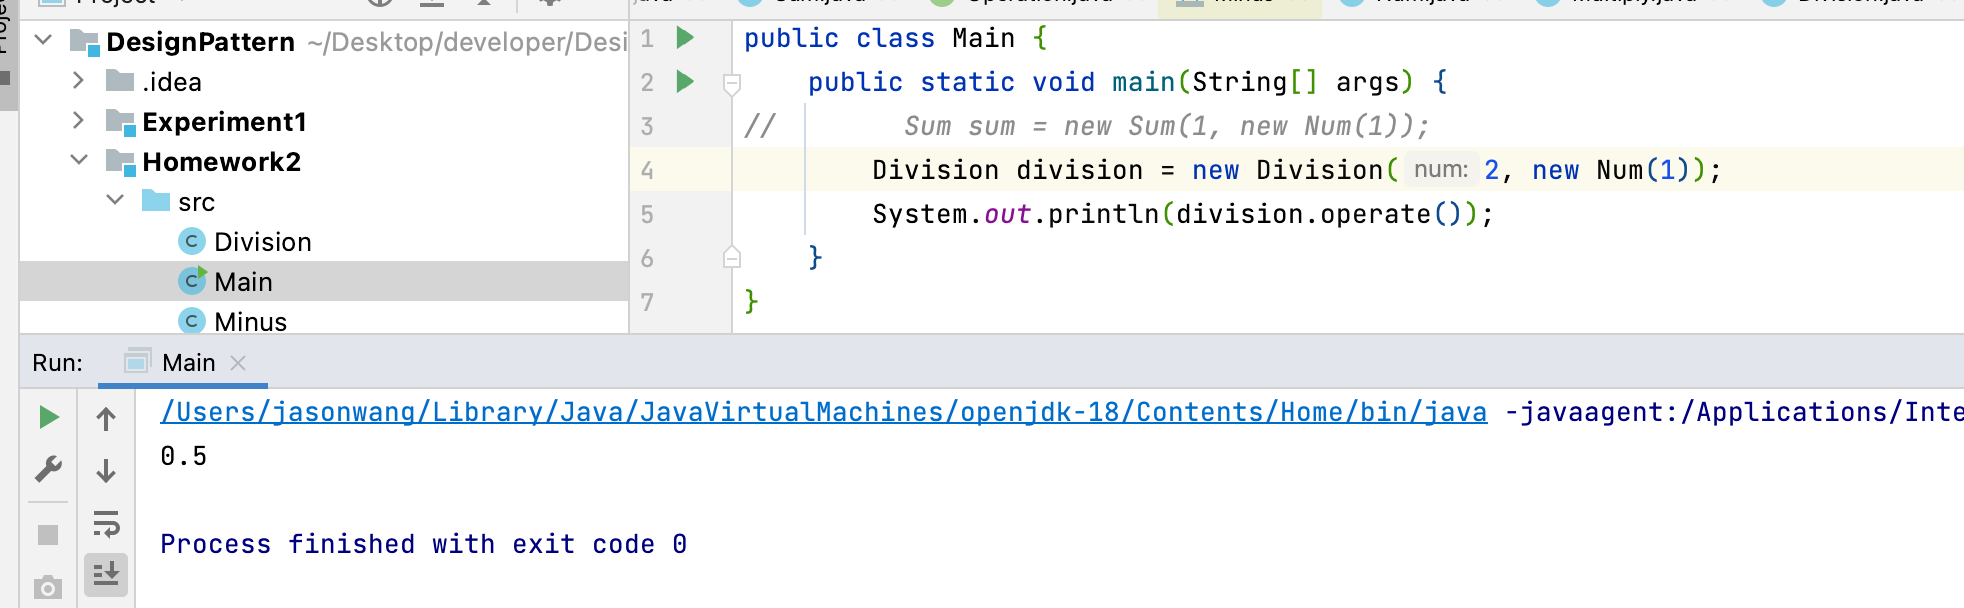 DesignPattern ~/Desktop/developer/Desi
.idea
Experiment1
Homework2
src
Division
Main
Minus
1 public class Main {
2 public static void main(String[] args) {
3 // Sum sum = new Sum(1, new Num(1));
4 Division division = new Division( num: 2, new Num(1));
5 System.out.println(division.operate());
6 }
7 }
Run: Main
/Users/jasonwang/Library/Java/JavaVirtualMachines/openjdk-18/Contents/Home/bin/java -javaagent:/Applications/Inte
0.5
Process finished with exit code 0